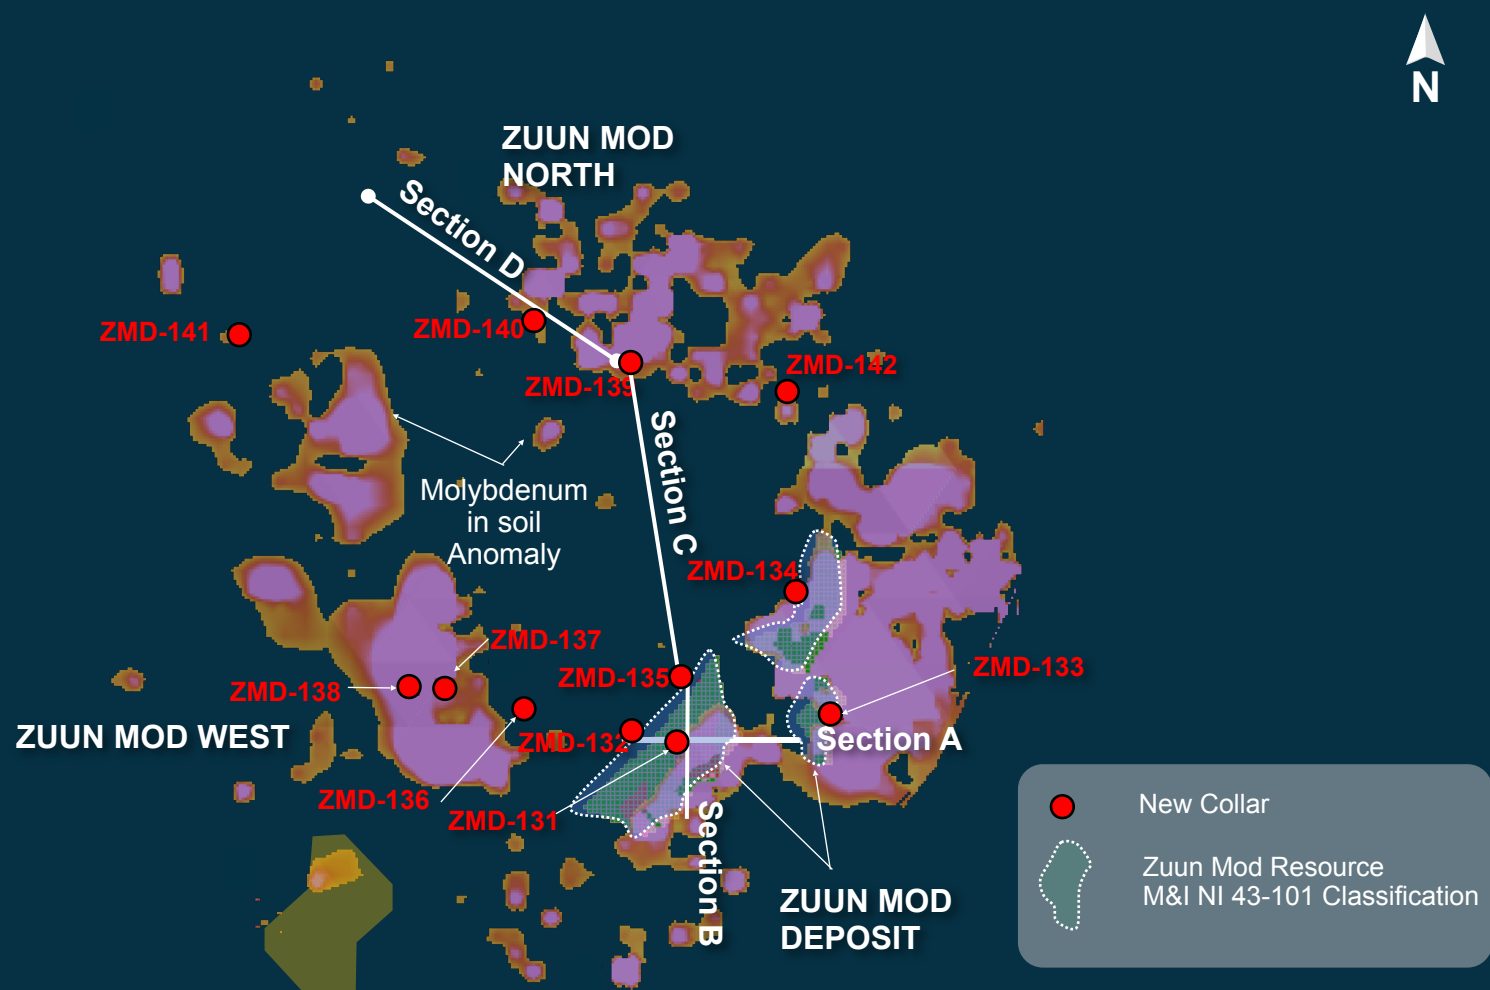 N
ZUUN MOD
NORTH
Section D
ZMD-141
ZMD-140
ZMD-142
ZMD-139
Section C
Molybdenum
in soil
Anomaly
ZMD-134
ZMD-137
ZMD-133
ZMD-135
ZMD-138
ZUUN MOD WEST
ZMD-132
Section A
ZMD-136
ZMD-131
Section B
ZUUN MOD
DEPOSIT
New Collar
Zuun Mod Resource
M&I NI 43-101 Classification